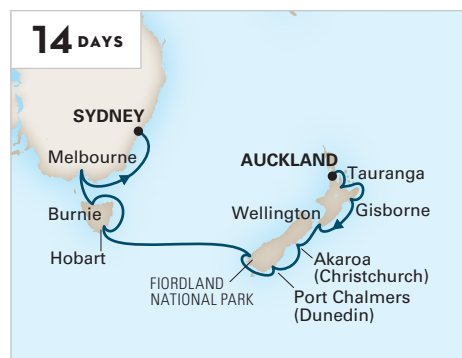 14 DAYS
SYDNEY
Melbourne
AUCKLAND
Tauranga
Burnie
Wellington
Gisborne
Hobart
Akaroa
(Christchurch)
FIORDLAND
NATIONAL PARK
Port Chalmers
(Dunedin)